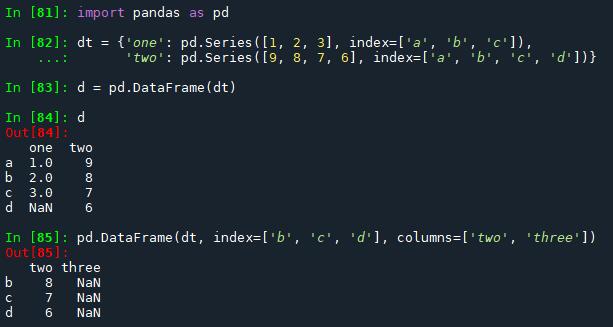 In [81]: import pandas as pd
In [82]: dt = {'one': pd.Series([1, 2, 3], index=['a', 'b', 'c']),
    ...:       'two': pd.Series([9, 8, 7, 6], index=['a', 'b', 'c', 'd'])}
In [83]: d = pd.DataFrame(dt)
In [84]: d
Out[84]:
   one  two
a  1.0    9
b  2.0    8
c  3.0    7
d  NaN    6
In [85]: pd.DataFrame(dt, index=['b', 'c', 'd'], columns=['two', 'three'])
Out[85]:
   two three
b    8   NaN
c    7   NaN
d    6   NaN